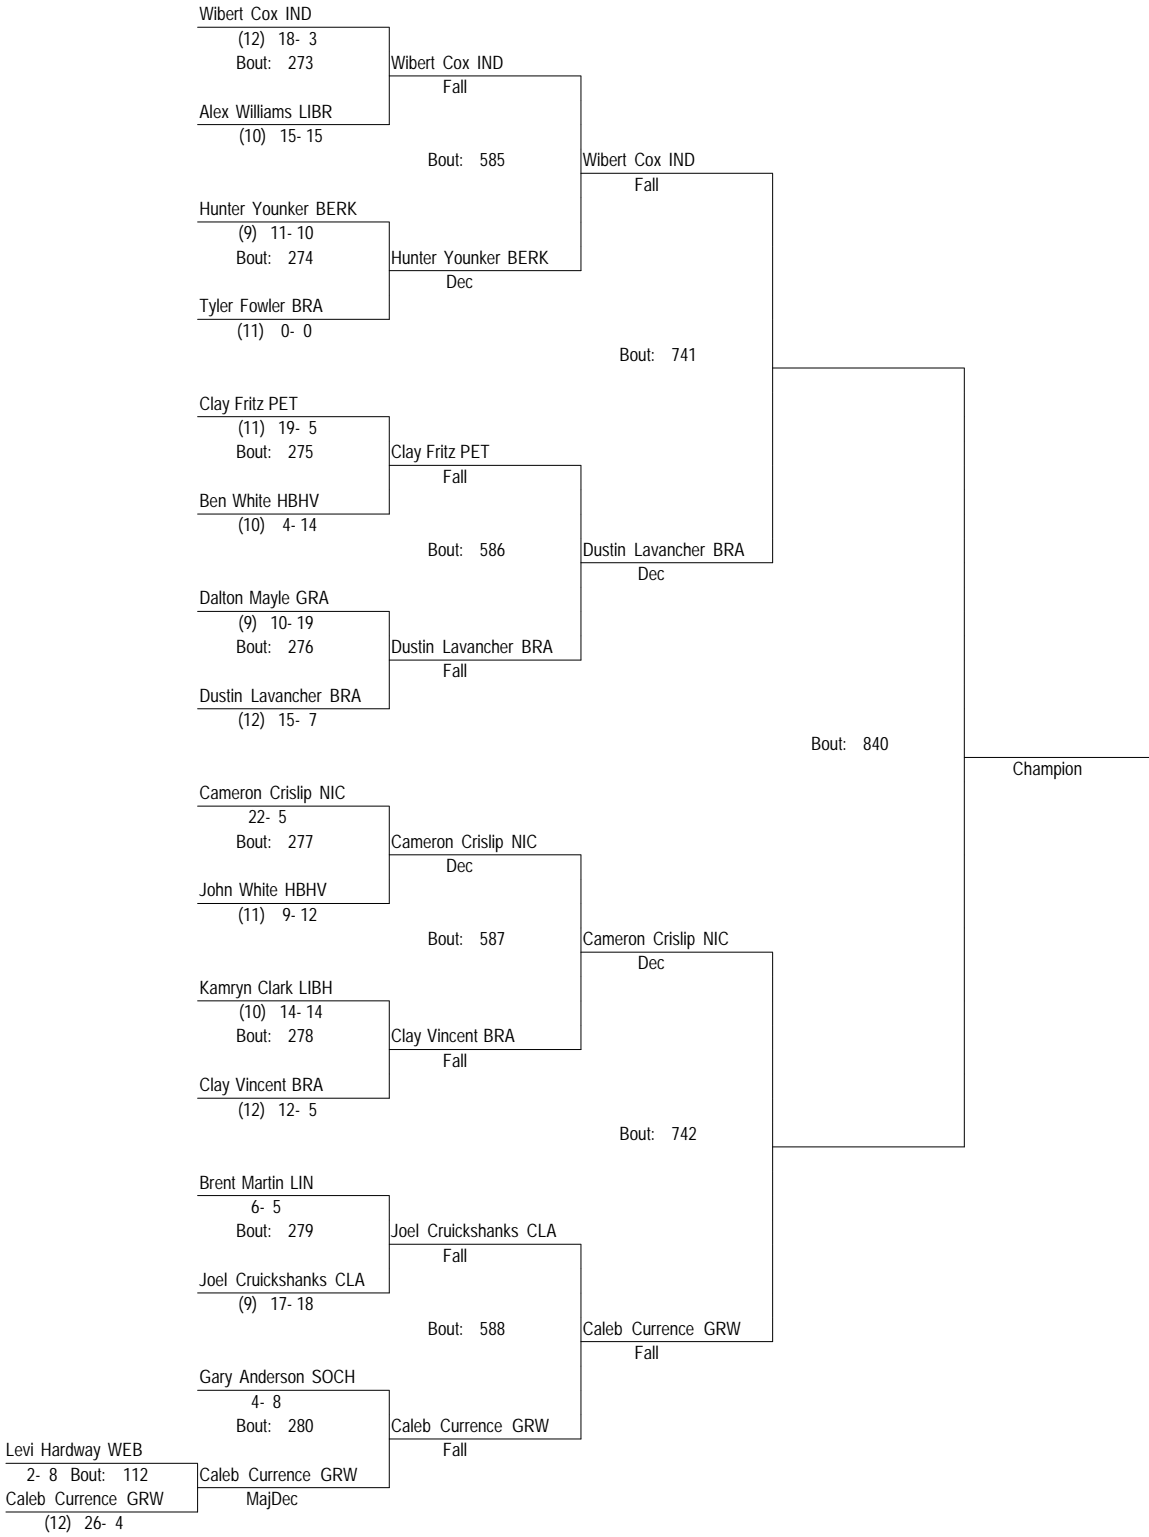 Wibert Cox IND
(12) 18- 3
Bout: 273
Wibert Cox IND
Fall
Alex Williams LIBR
(10) 15- 15
Bout: 585
Wibert Cox IND
Fall
Hunter Younker BERK
(9) 11- 10
Bout: 274
Hunter Younker BERK
Dec
Tyler Fowler BRA
(11) 0- 0
Bout: 741
Clay Fritz PET
(11) 19- 5
Bout: 275
Clay Fritz PET
Fall
Ben White HBHV
(10) 4- 14
Bout: 586
Dustin Lavancher BRA
Dec
Dalton Mayle GRA
(9) 10- 19
Bout: 276
Dustin Lavancher BRA
Fall
Dustin Lavancher BRA
(12) 15- 7
Bout: 840
Champion
Cameron Crislip NIC
22- 5
Bout: 277
Cameron Crislip NIC
Dec
John White HBHV
(11) 9- 12
Bout: 587
Cameron Crislip NIC
Dec
Kamryn Clark LIBH
(10) 14- 14
Bout: 278
Clay Vincent BRA
Fall
Clay Vincent BRA
(12) 12- 5
Bout: 742
Brent Martin LIN
6- 5
Bout: 279
Joel Cruickshanks CLA
Fall
Joel Cruickshanks CLA
(9) 17- 18
Bout: 588
Caleb Currence GRW
Fall
Gary Anderson SOCH
4- 8
Bout: 280
Caleb Currence GRW
Fall
Levi Hardway WEB
2- 8 Bout: 112
Caleb Currence GRW
MajDec
Caleb Currence GRW
(12) 26- 4